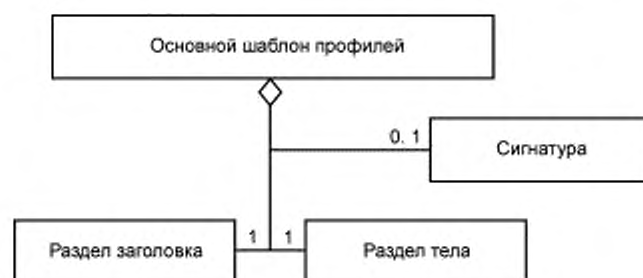 Основной шаблон профилей
0. 1
Сигнатура
Раздел заголовка
1
1
Раздел тела